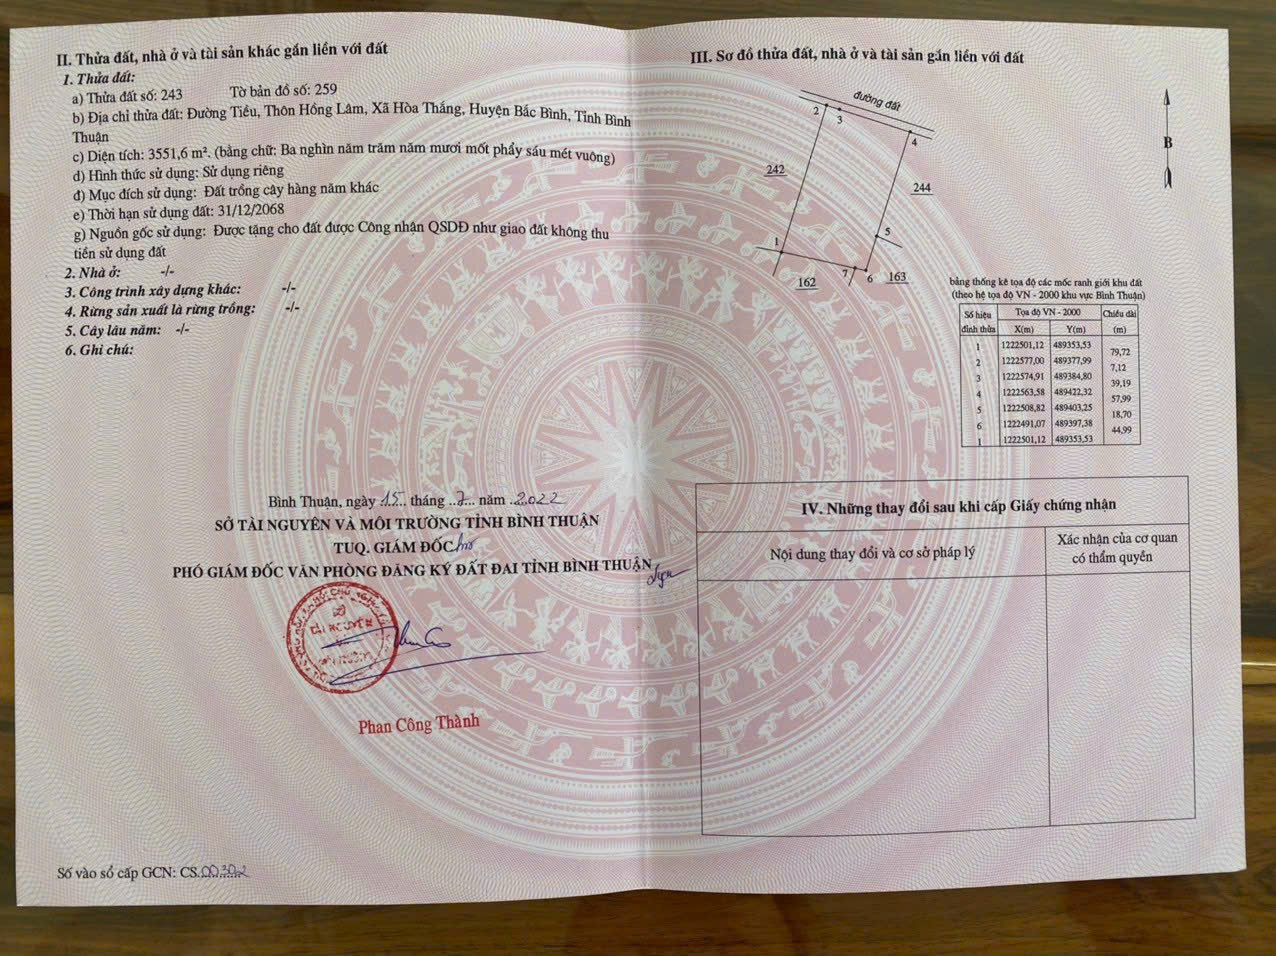 II. Thửa đất, nhà ở và tài sản khác gắn liền với đất
1. Thửa đất:
a) Thửa đất số: 243 Tờ bản đồ số: 259
b) Địa chỉ thửa đất: Đường Tiểu, Thôn Hồng Lâm, Xã Hòa Thắng, Huyện Bắc Bình, Tỉnh Bình
Thuận
c) Diện tích: 3551,6 m². (bằng chữ: Ba nghìn năm trăm năm mươi mốt phẩy sáu mét vuông)
d) Hình thức sử dụng: Sử dụng riêng
đ) Mục đích sử dụng: Đất trồng cây hàng năm khác
e) Thời hạn sử dụng đất: 31/12/2068
g) Nguồn gốc sử dụng: Được tặng cho đất được Công nhận QSDĐ như giao đất không thu
tiền sử dụng đất
2. Nhà ở: -/-
3. Công trình xây dựng khác: -/-
4. Rừng sản xuất là rừng trồng: -/-
5. Cây lâu năm: -/-
6. Ghi chú:
Bình Thuận, ngày 15 tháng 7 năm 2022
SỞ TÀI NGUYÊN VÀ MÔI TRƯỜNG TỈNH BÌNH THUẬN
TUQ. GIÁM ĐỐC
PHÓ GIÁM ĐỐC VĂN PHÒNG ĐĂNG KÝ ĐẤT ĐAI TỈNH BÌNH THUẬN
Phan Công Thành
Số vào sổ cấp GCN: CS.00302
III. Sơ đồ thửa đất, nhà ở và tài sản gắn liền với đất
đường đất
2 3
4
242
244
5
1
7 6
162 163
B
bảng thống kê tọa độ các mốc ranh giới khu đất
(theo hệ tọa độ VN - 2000 khu vực Bình Thuận)
Số hiệu đỉnh thửa Tọa độ VN - 2000 Chiều dài (m)
X(m) Y(m)
1 1222501,12 489353,53
79,72
2 1222577,00 489377,99
7,12
3 1222574,91 489384,80
39,19
4 1222563,58 489422,32
57,99
5 1222508,82 489403,25
18,70
6 1222491,07 489397,38
44,99
1 1222501,12 489353,53
IV. Những thay đổi sau khi cấp Giấy chứng nhận
Nội dung thay đổi và cơ sở pháp lý
Xác nhận của cơ quan
có thẩm quyền